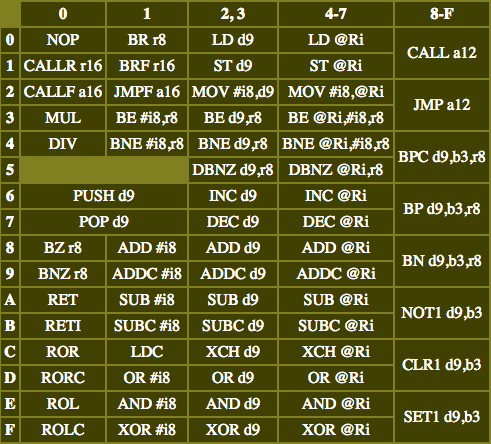 0 1 2, 3 4-7 8-F
0 NOP BR r8 LD d9 LD @Ri CALL a12
1 CALLR r16 BRF r16 ST d9 ST @Ri
2 CALLF a16 JMPF a16 MOV #i8,d9 MOV #i8,@Ri JMP a12
3 MUL BE #i8,r8 BE d9,r8 BE @Ri,#i8,r8
4 DIV BNE #i8,r8 BNE d9,r8 BNE @Ri,#i8,r8 BPC d9,b3,r8
5 DBNZ d9,r8 DBNZ @Ri,r8
6 PUSH d9 INC d9 INC @Ri BP d9,b3,r8
7 POP d9 DEC d9 DEC @Ri
8 BZ r8 ADD #i8 ADD d9 ADD @Ri BN d9,b3,r8
9 BNZ r8 ADDC #i8 ADDC d9 ADDC @Ri
A RET SUB #i8 SUB d9 SUB @Ri NOT1 d9,b3
B RETI SUBC #i8 SUBC d9 SUBC @Ri
C ROR LDC XCH d9 XCH @Ri CLR1 d9,b3
D RORC OR #i8 OR d9 OR @Ri
E ROL AND #i8 AND d9 AND @Ri SET1 d9,b3
F ROLC XOR #i8 XOR d9 XOR @Ri